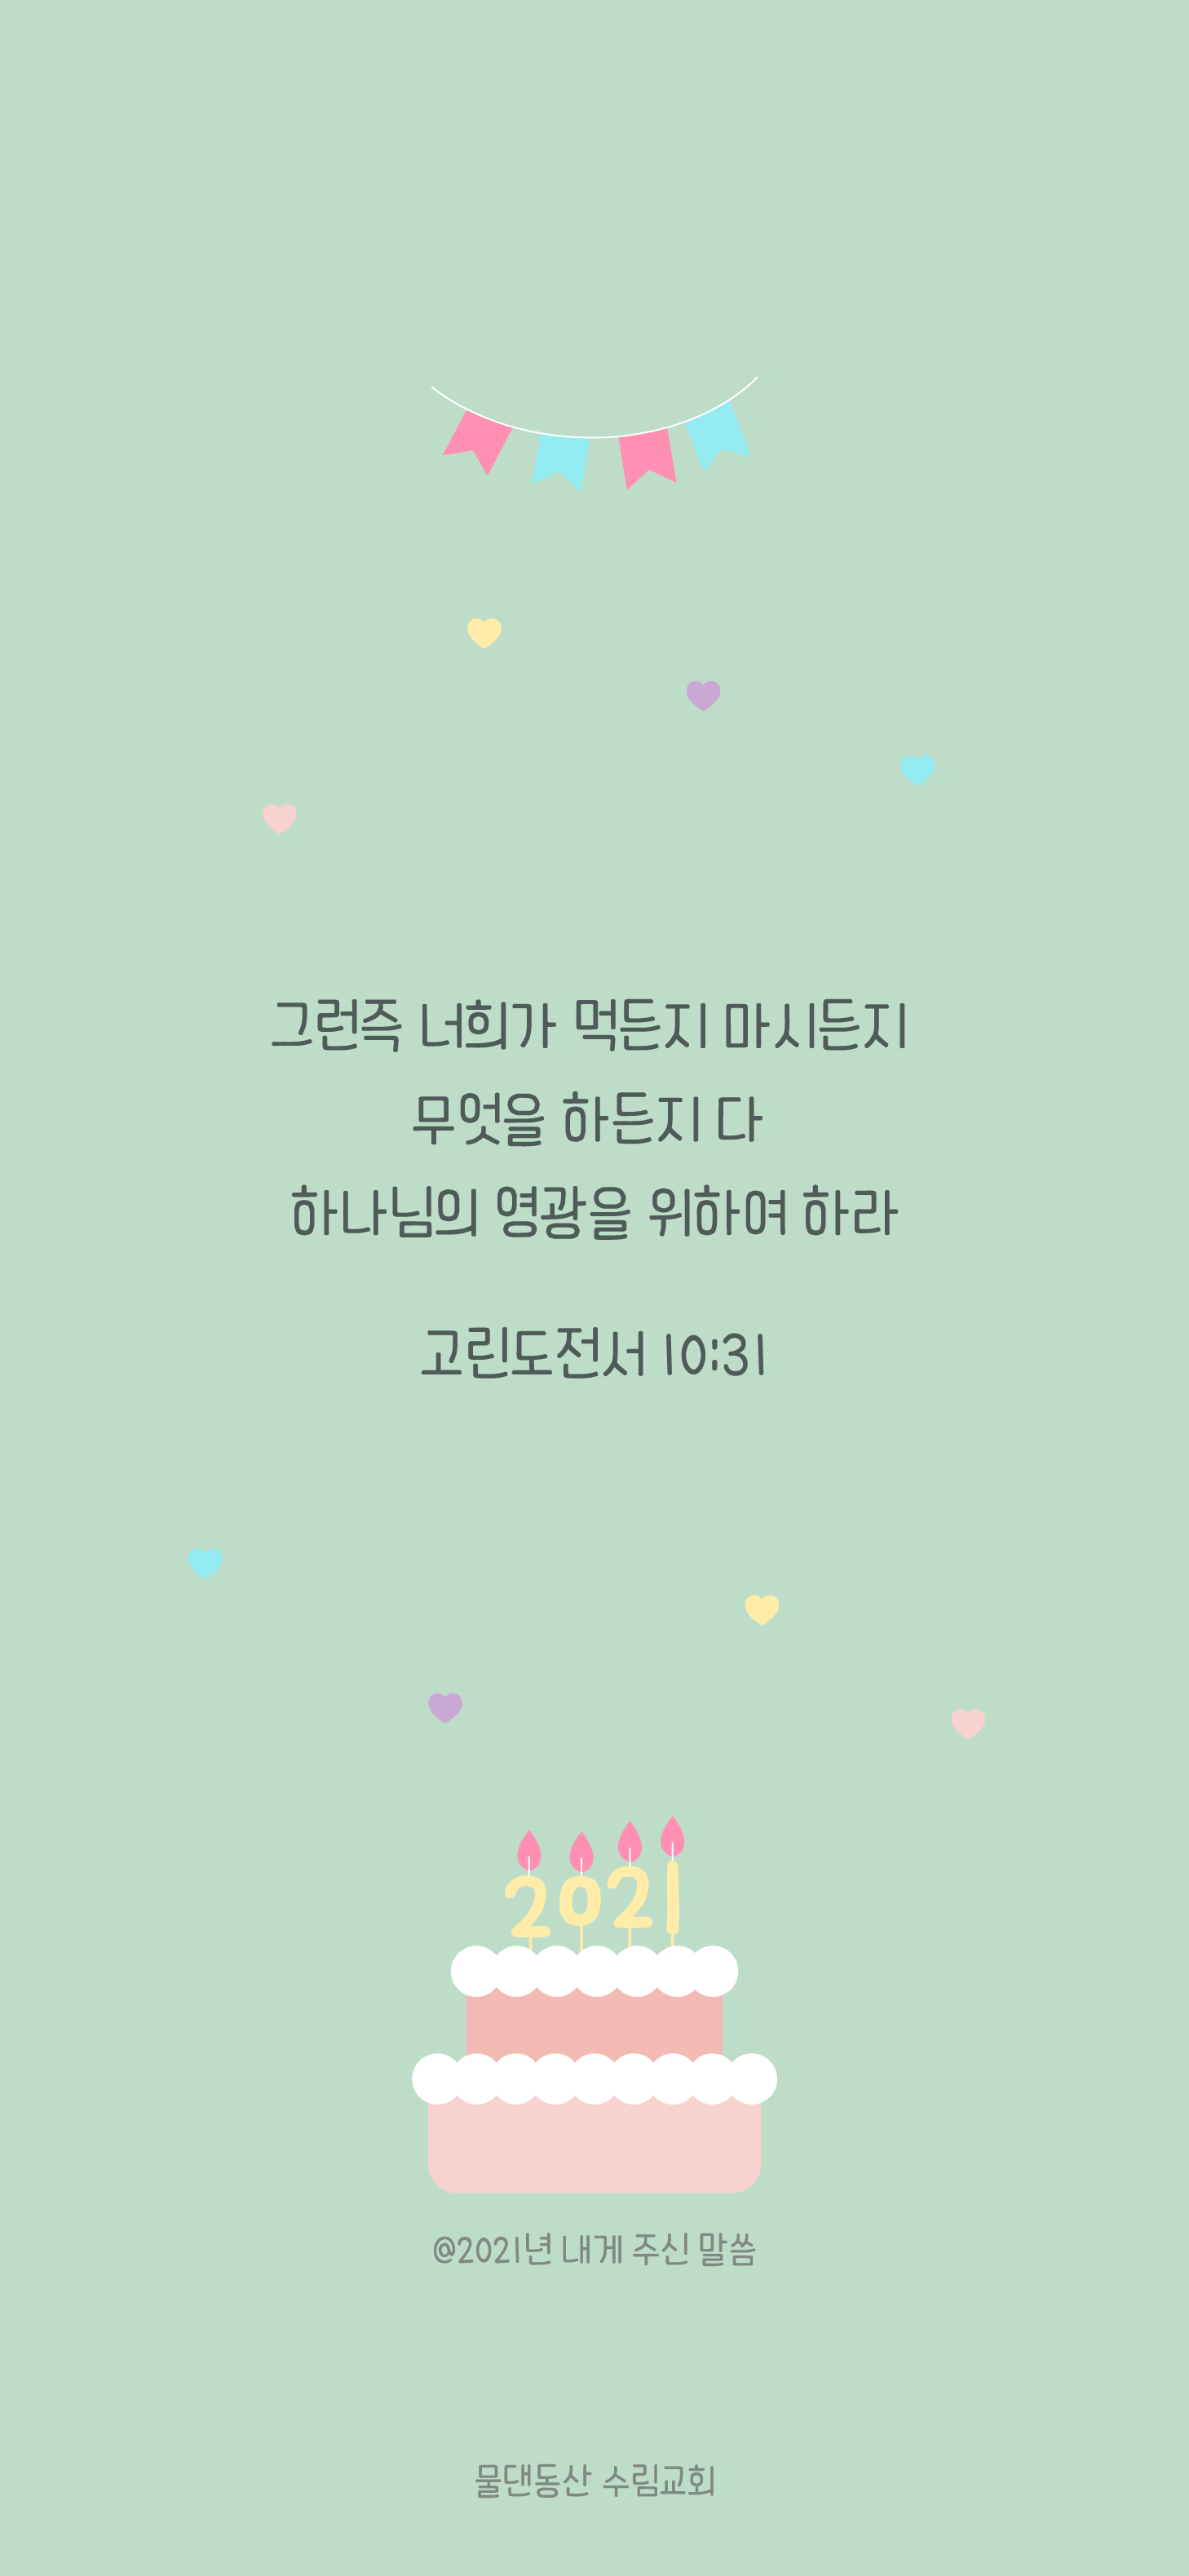 그런즉 너희가 먹든지 마시든지
무엇을 하든지 다
하나님의 영광을 위하여 하라
고린도전서 10:31
2021
@2021년 내게 주신 말씀
물댄동산 수림교회